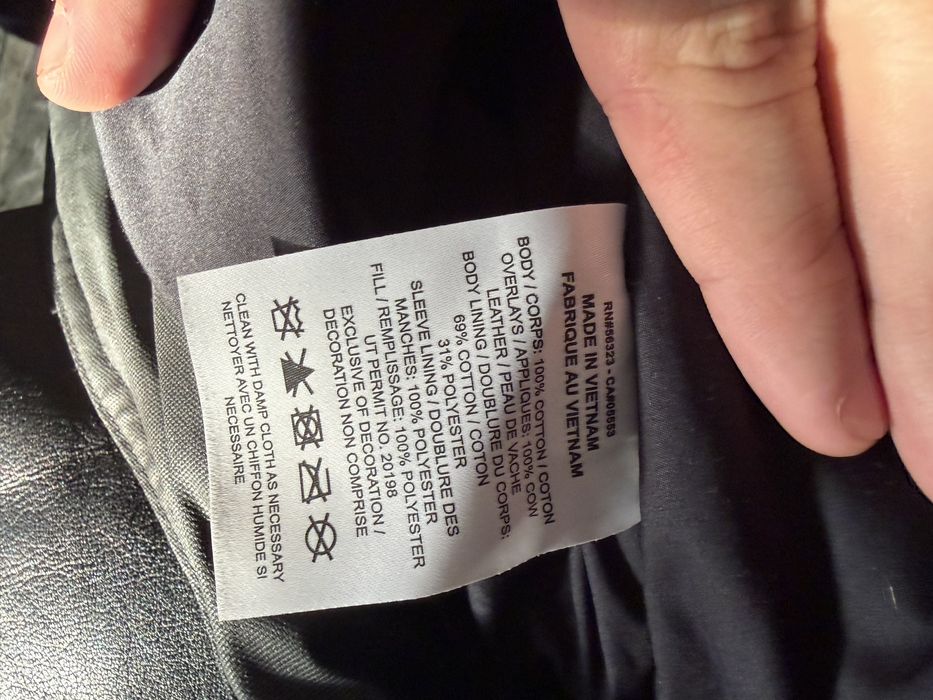 RN#56323 - CA#05553
MADE IN VIETNAM
FABRIQUE AU VIETNAM
BODY / CORPS: 100% COTTON / COTON
OVERLAYS / APPLIQUES: 100% COW
LEATHER / PEAU DE VACHE
BODY LINING / DOUBLURE DU CORPS:
69% COTTON / COTON
31% POLYESTER
SLEEVE LINING / DOUBLURE DES
MANCHES: 100% POLYESTER
FILL / REMPLISSAGE: 100% POLYESTER
UT PERMIT NO. 20198
EXCLUSIVE OF DECORATION /
DECORATION NON COMPRISE
CLEAN WITH DAMP CLOTH AS NECESSARY
NETTOYER AVEC UN CHIFFON HUMIDE SI
NECESSAIRE